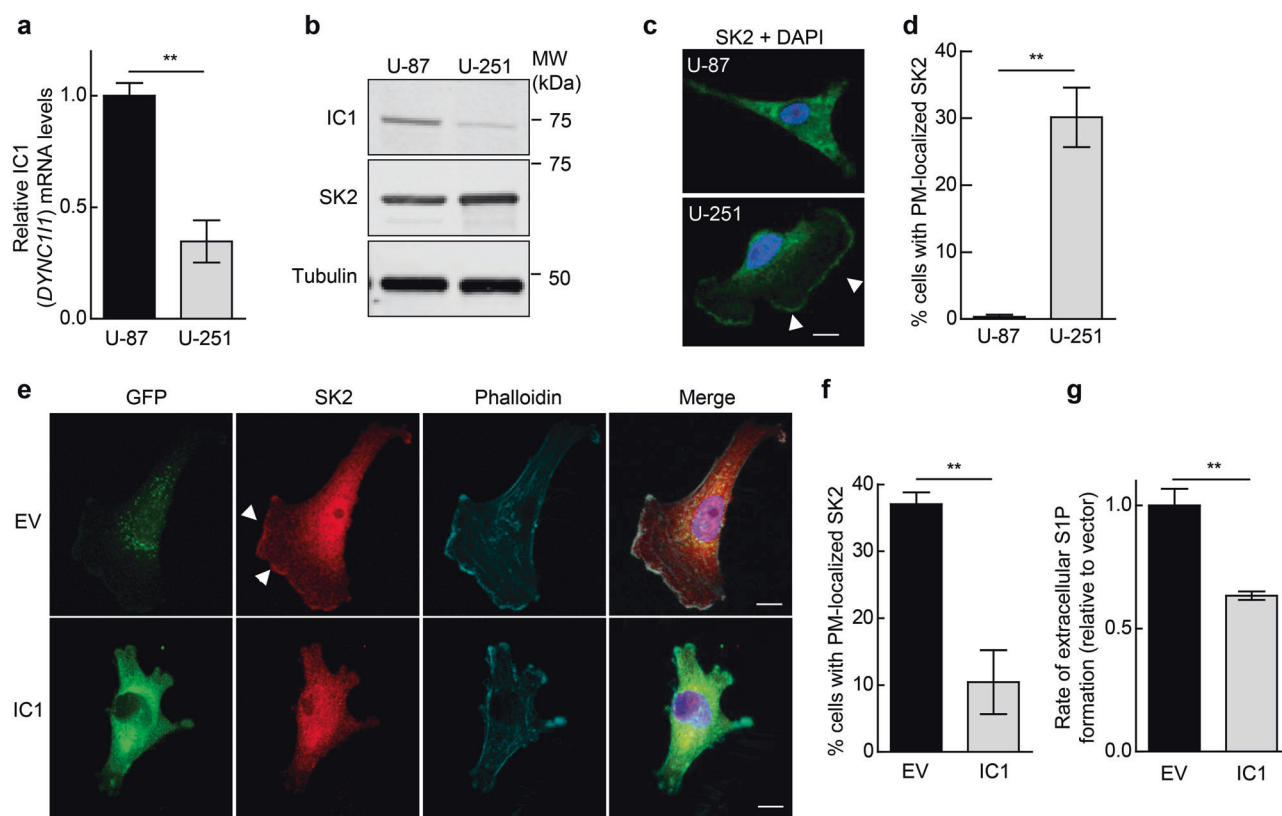 a
**
Relative IC1
(DYNC1I1) mRNA levels
1.0
0.5
0.0
U-87
U-251
b
U-87
U-251
MW
(kDa)
IC1
75
75
SK2
Tubulin
50
c
SK2 + DAPI
U-87
U-251
d
**
% cells with PM-localized SK2
40
30
20
10
0
U-87
U-251
e
GFP
SK2
Phalloidin
Merge
EV
IC1
f
**
% cells with PM-localized SK2
40
30
20
10
0
EV
IC1
g
**
Rate of extracellular S1P
formation (relative to vector)
1.0
0.5
0.0
EV
IC1